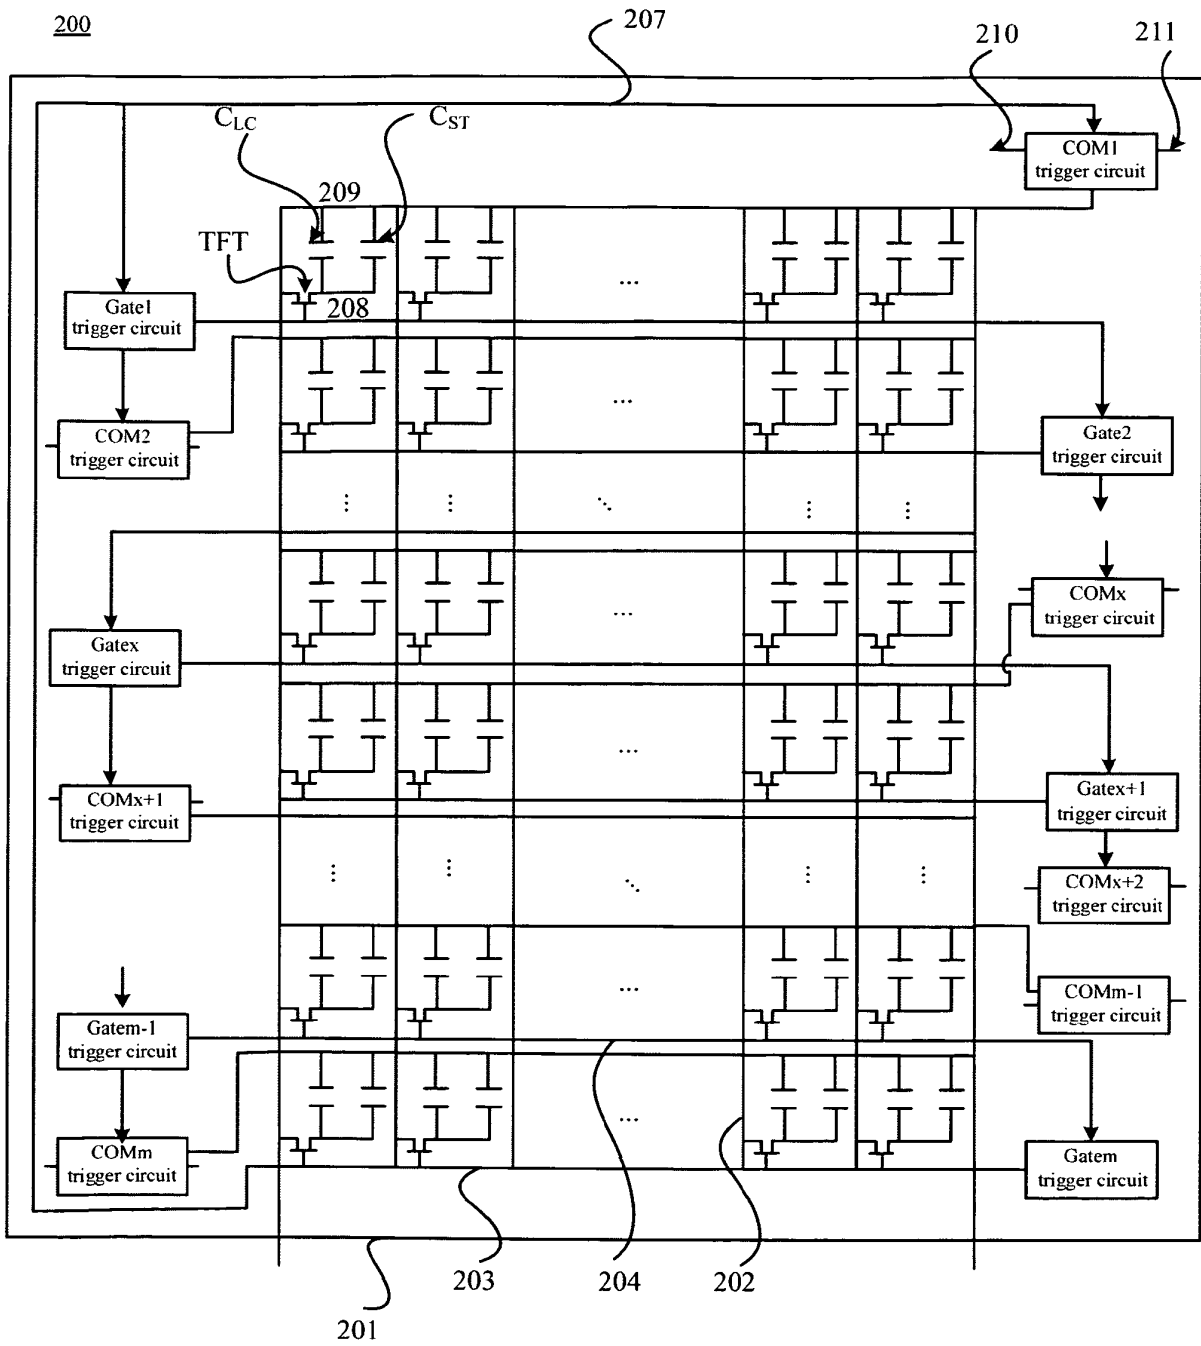 200
207
210
211
C_LC
C_ST
COM1
trigger circuit
209
TFT
208
...
Gate1
trigger circuit
...
COM2
trigger circuit
Gate2
trigger circuit
...
COMx
trigger circuit
Gatex
trigger circuit
...
COMx+1
trigger circuit
Gatex+1
trigger circuit
COMx+2
trigger circuit
...
COMm-1
trigger circuit
Gatem-1
trigger circuit
...
COMm
trigger circuit
Gatem
trigger circuit
203
204
202
201